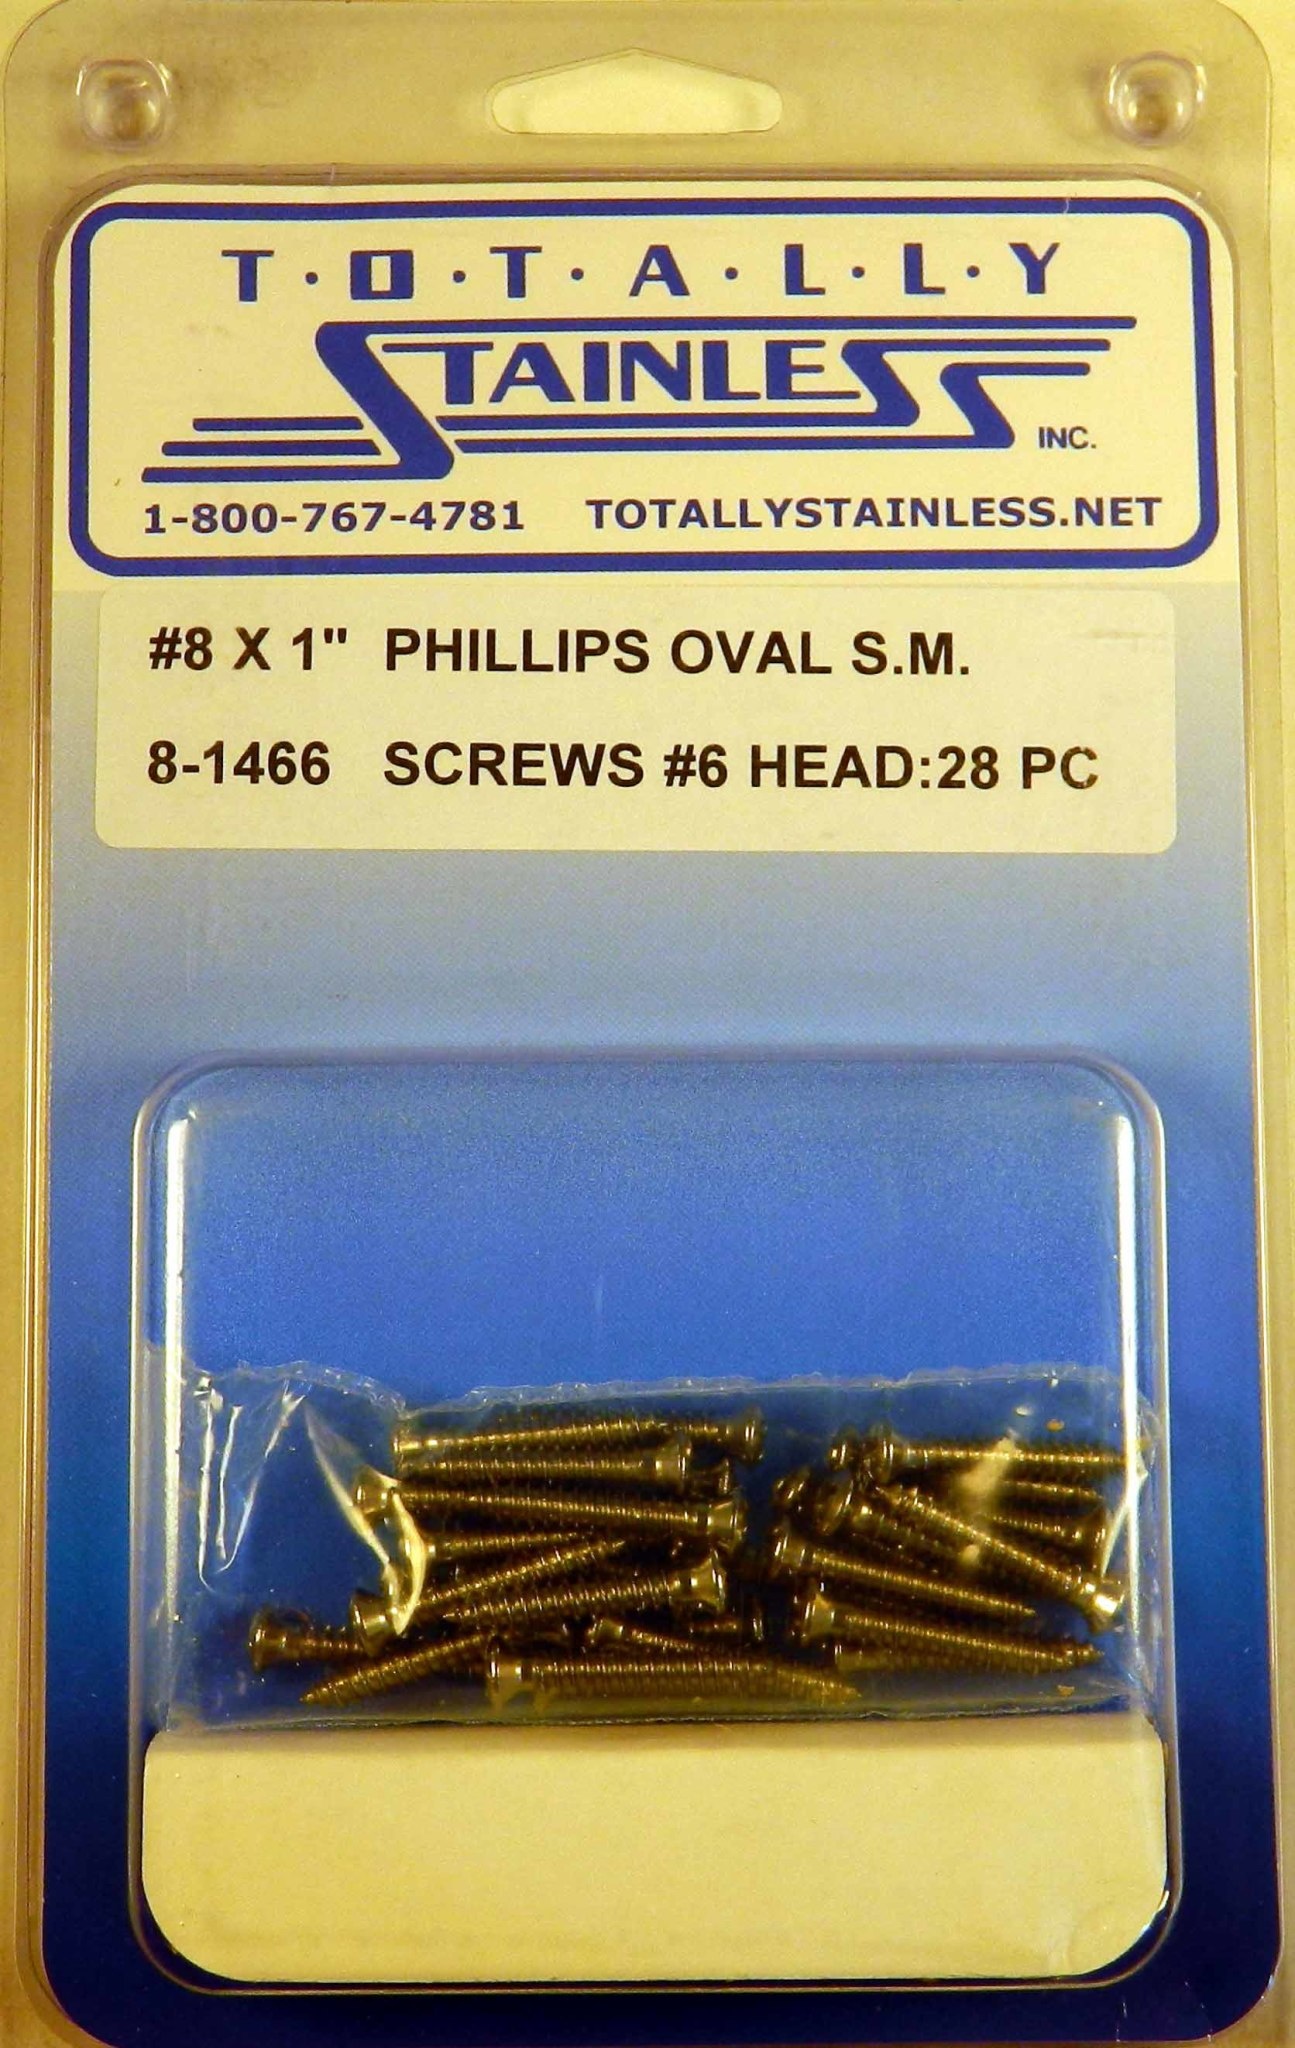 T·O·T·A·L·L·Y
STAINLESS
INC.
1-800-767-4781 TOTALLYSTAINLESS.NET
#8 X 1" PHILLIPS OVAL S.M.
8-1466 SCREWS #6 HEAD:28 PC